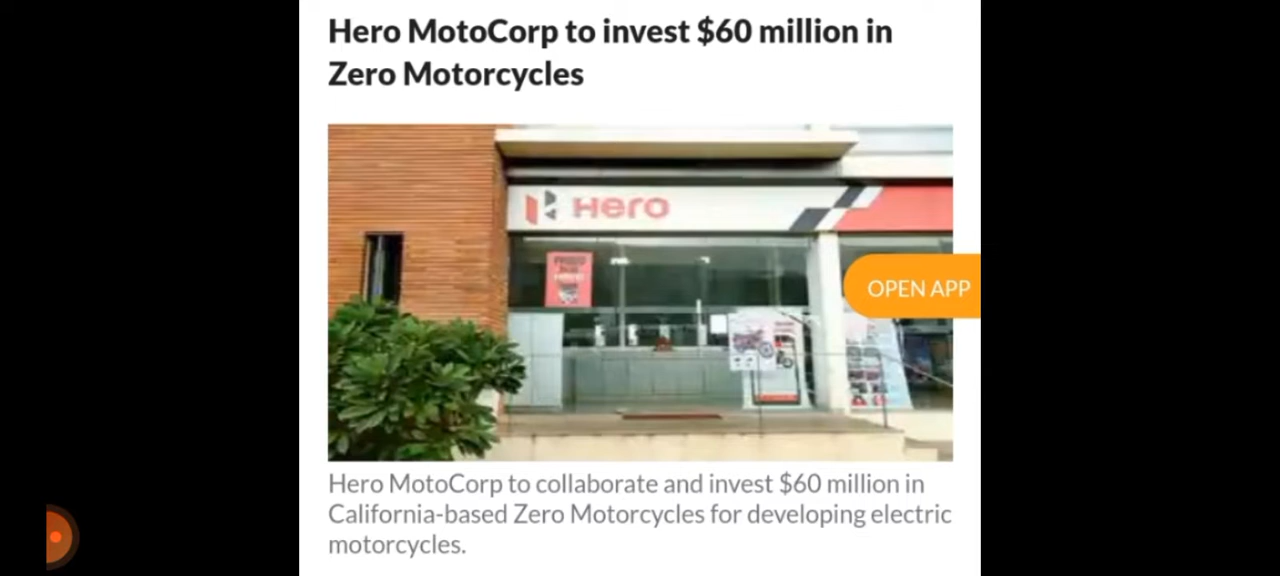 Hero MotoCorp to invest $60 million in
Zero Motorcycles
Hero
OPEN APP
Hero MotoCorp to collaborate and invest $60 million in
California-based Zero Motorcycles for developing electric
motorcycles.